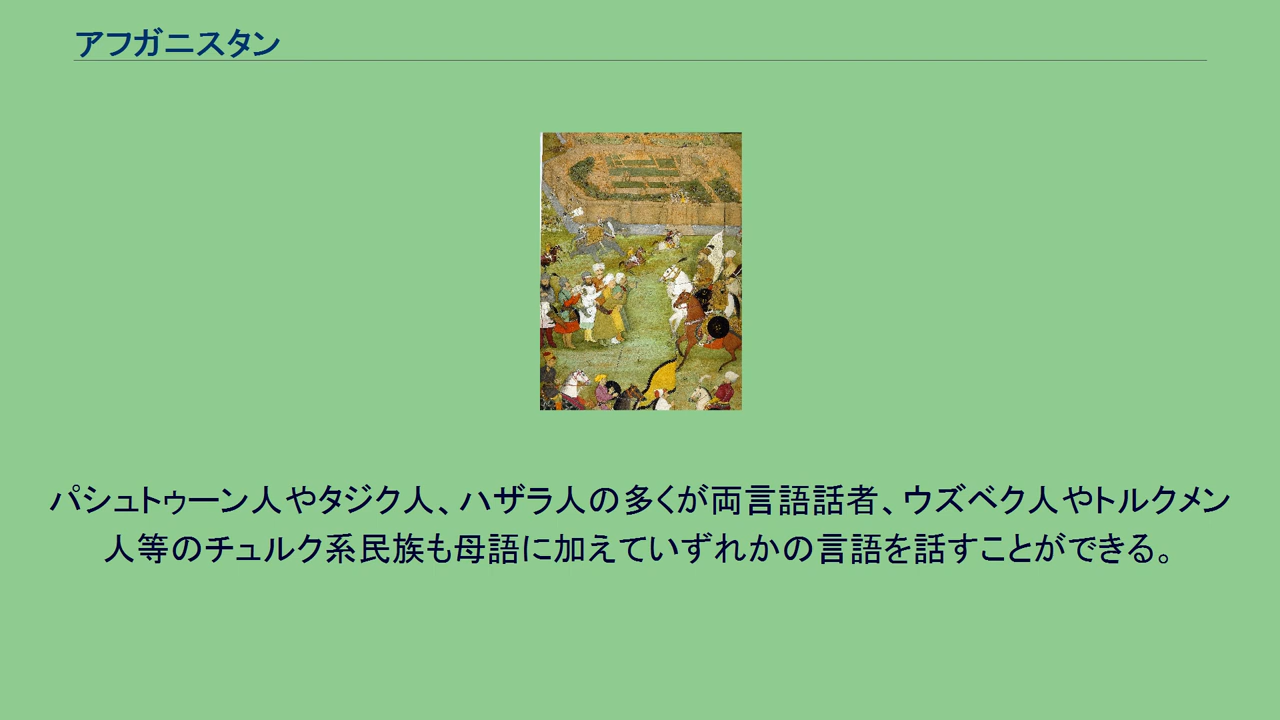 アフガニスタン
パシュトゥーン人やタジク人、ハザラ人の多くが両言語話者、ウズベク人やトルクメン
人等のチュルク系民族も母語に加えていずれかの言語を話すことができる。